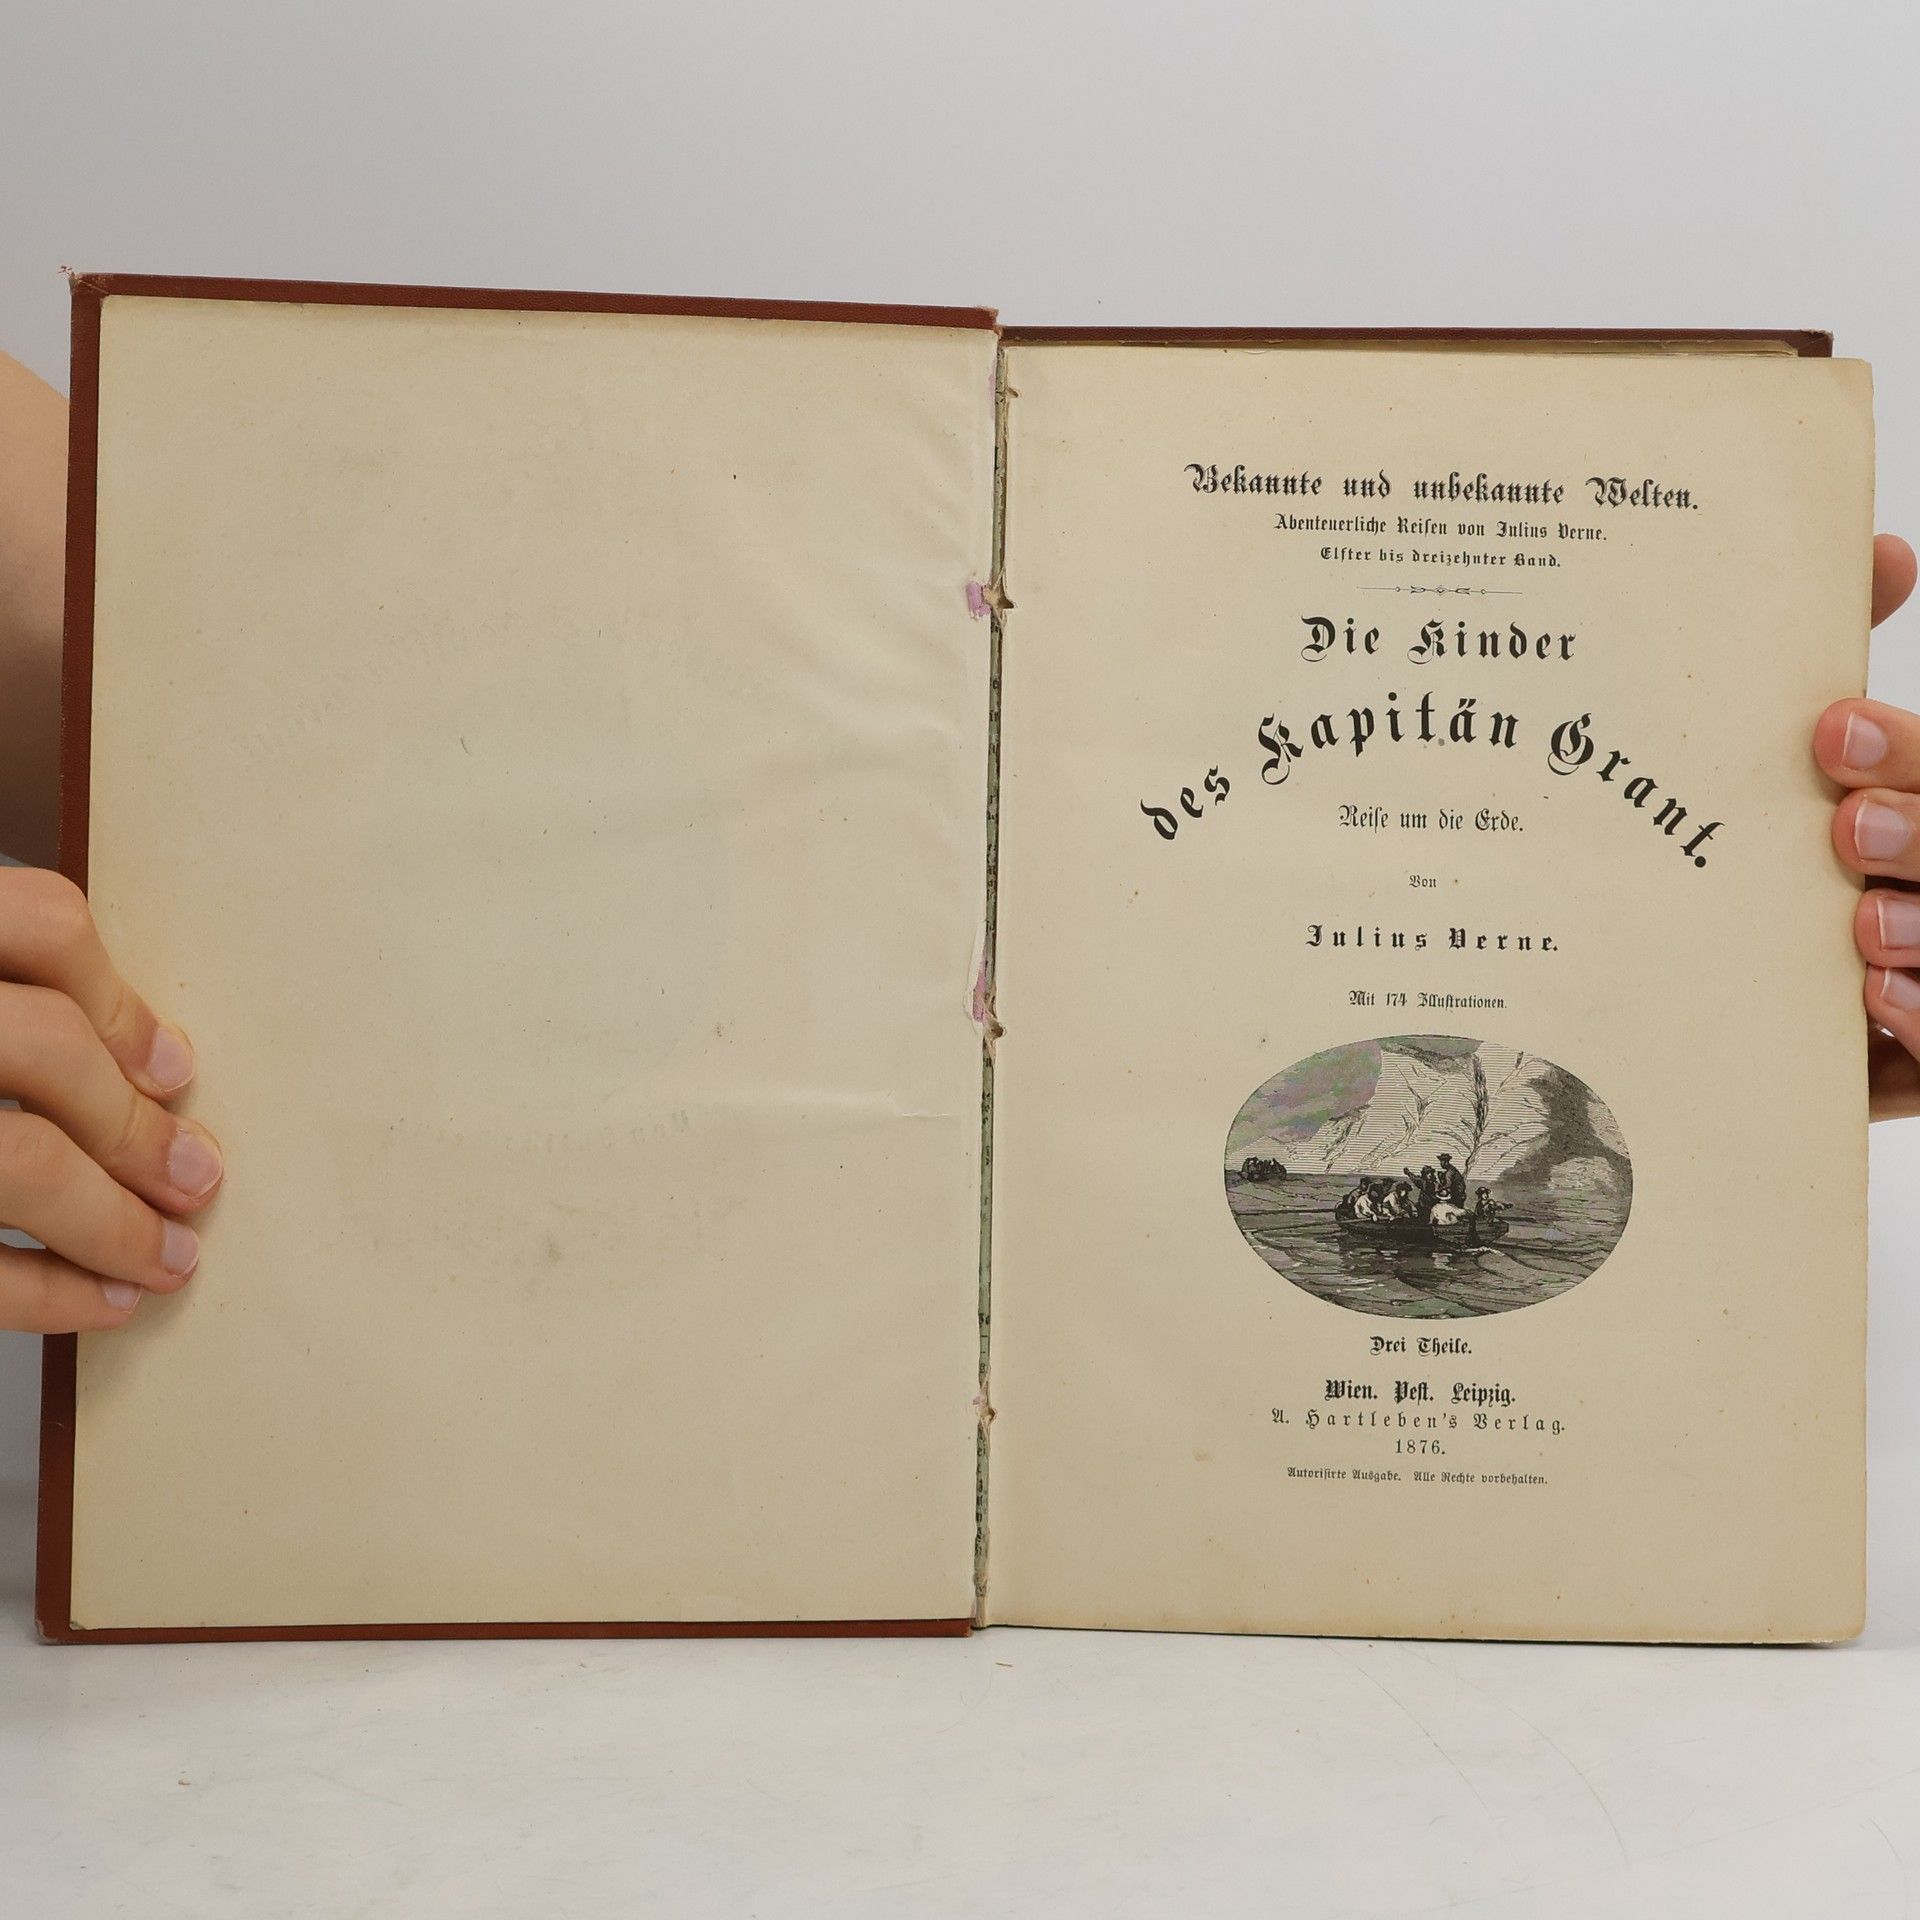 Bekannte und unbekannte Welten.
Abenteuerliche Reisen von Julius Verne.
Elfter bis dreizehnter Band.
Die Kinder
des Kapitän Grant.
Reise um die Erde.
Von
Julius Verne.
Mit 174 Illustrationen.
Drei Theile.
Wien. Pest. Leipzig.
A. Hartleben's Verlag.
1876.
Autorisirte Ausgabe. Alle Rechte vorbehalten.